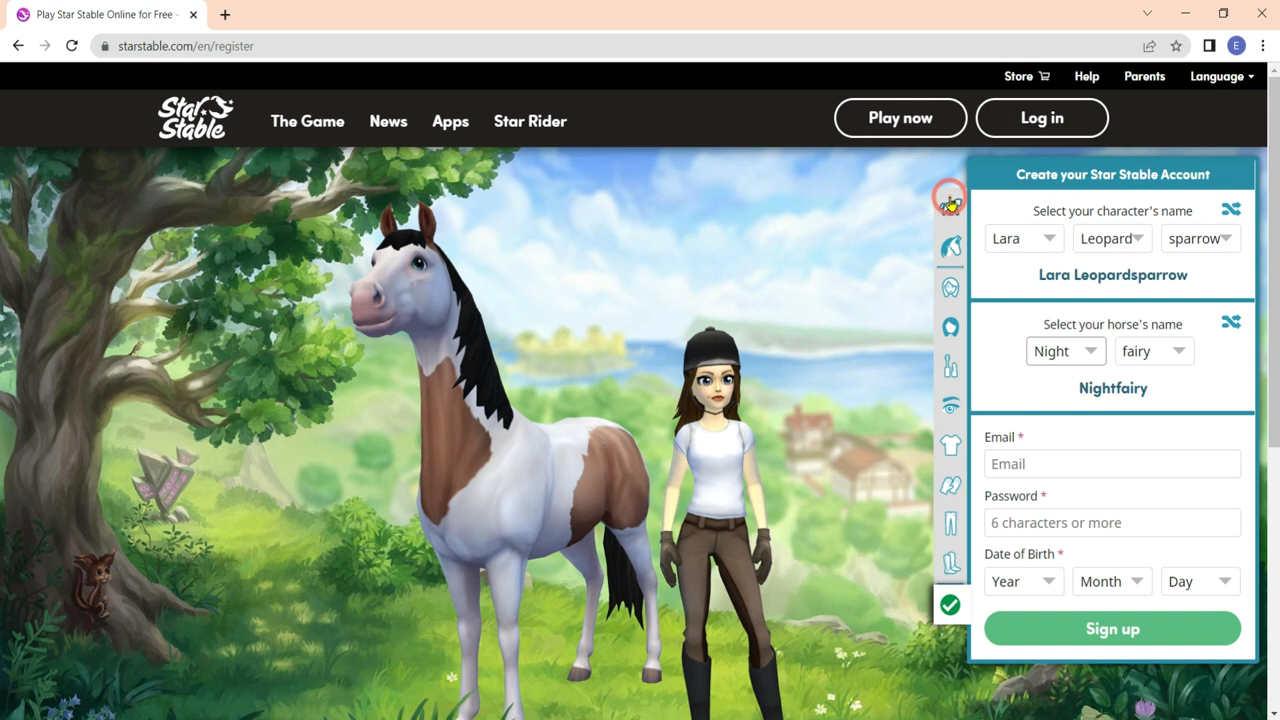 Play Star Stable Online for Free -
starstable.com/en/register
E
Store Help Parents Language
Star Stable
The Game News Apps Star Rider Play now Log in
Create your Star Stable Account
Select your character's name
Lara Leopard sparrow
Lara Leopardsparrow
Select your horse's name
Night fairy
Nightfairy
Email *
Email
Password *
6 characters or more
Date of Birth *
Year Month Day
Sign up